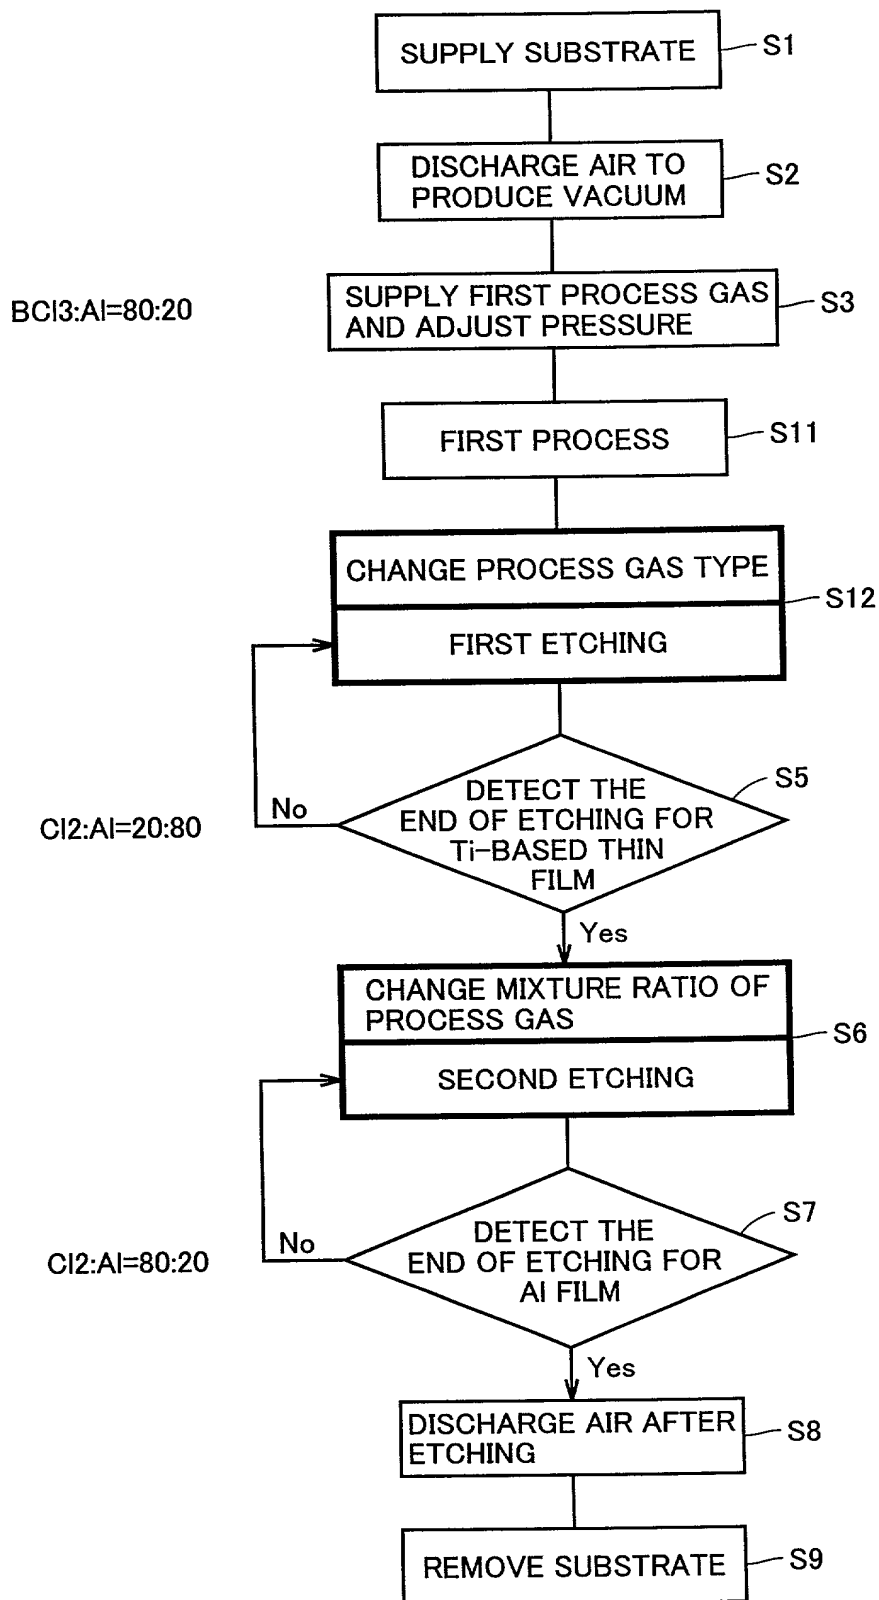 SUPPLY SUBSTRATE
S1
DISCHARGE AIR TO
PRODUCE VACUUM
S2
BCl3:Al=80:20
SUPPLY FIRST PROCESS GAS
AND ADJUST PRESSURE
S3
FIRST PROCESS
S11
CHANGE PROCESS GAS TYPE
S12
FIRST ETCHING
DETECT THE
END OF ETCHING FOR
Ti-BASED THIN
FILM
S5
No
Cl2:Al=20:80
Yes
CHANGE MIXTURE RATIO OF
PROCESS GAS
S6
SECOND ETCHING
DETECT THE
END OF ETCHING FOR
Al FILM
S7
No
Cl2:Al=80:20
Yes
DISCHARGE AIR AFTER
ETCHING
S8
REMOVE SUBSTRATE
S9